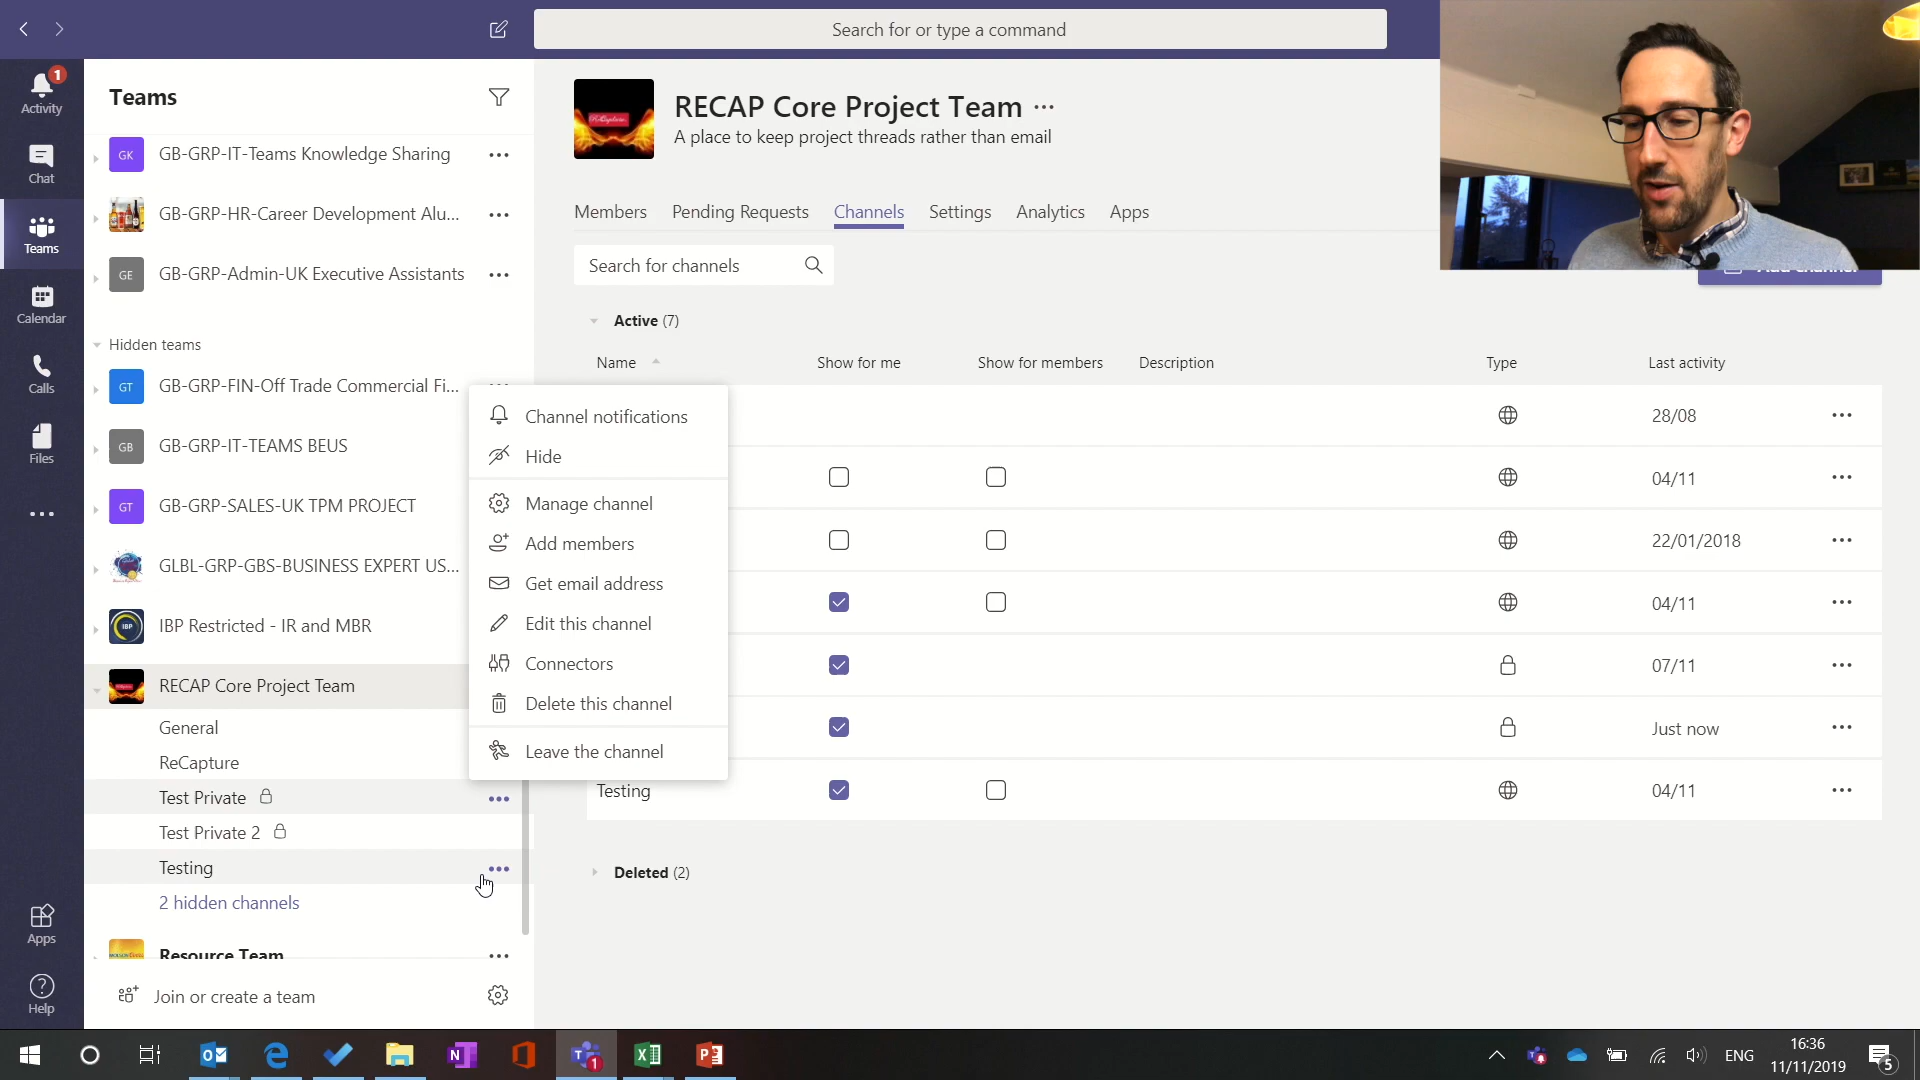 Search for or type a command
1
Activity
Chat
Teams
Calendar
Calls
Files
Apps
Help
Teams
GK GB-GRP-IT-Teams Knowledge Sharing
GB-GRP-HR-Career Development Alu...
GE GB-GRP-Admin-UK Executive Assistants
Hidden teams
GT GB-GRP-FIN-Off Trade Commercial Fi...
GB GB-GRP-IT-TEAMS BEUS
GT GB-GRP-SALES-UK TPM PROJECT
GLBL-GRP-GBS-BUSINESS EXPERT US...
IBP IBP Restricted - IR and MBR
RECAP Core Project Team
General
ReCapture
Test Private
Test Private 2
Testing
2 hidden channels
Resource Team
Join or create a team
Channel notifications
Hide
Manage channel
Add members
Get email address
Edit this channel
Connectors
Delete this channel
Leave the channel
RECAP Core Project Team
A place to keep project threads rather than email
Members Pending Requests Channels Settings Analytics Apps
Search for channels
Add channel
Active (7)
Name Show for me Show for members Description Type Last activity
28/08
04/11
22/01/2018
04/11
07/11
Just now
Testing 04/11
Deleted (2)
1
ENG
16:36
11/11/2019
5